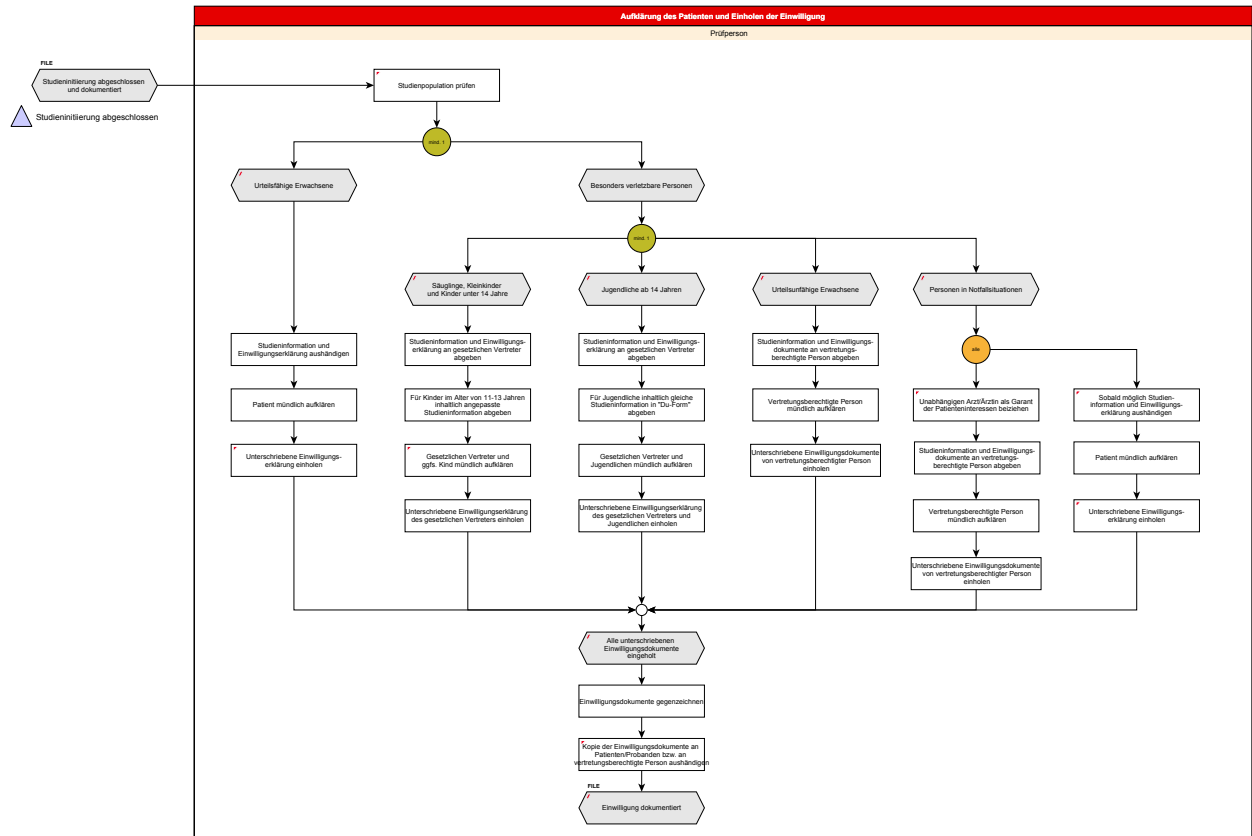 Aufklärung des Patienten und Einholen der Einwilligung
Prüfperson
FILE
Studieninitiierung abgeschlossen
und dokumentiert
Studieninitiierung abgeschlossen
Studienpopulation prüfen
mind. 1
Urteilsfähige Erwachsene
Besonders verletzbare Personen
mind. 1
Säuglinge, Kleinkinder
und Kinder unter 14 Jahre
Jugendliche ab 14 Jahren
Urteilsunfähige Erwachsene
Personen in Notfallsituationen
Studieninformation und
Einwilligungserklärung aushändigen
Studieninformation und Einwilligungs-
erklärung an gesetzlichen Vertreter
abgeben
Studieninformation und Einwilligungs-
erklärung an gesetzlichen Vertreter
abgeben
Studieninformation und Einwilligungs-
dokumente an vertretungs-
berechtigte Person abgeben
alle
Patient mündlich aufklären
Für Kinder im Alter von 11-13 Jahren
inhaltlich angepasste
Studieninformation abgeben
Für Jugendliche inhaltlich gleiche
Studieninformation in "Du-Form"
abgeben
Vertretungsberechtigte Person
mündlich aufklären
Unabhängigen Arzt/Ärztin als Garant
der Patienteninteressen beiziehen
Sobald möglich Studien-
information und Einwilligungs-
erklärung aushändigen
Unterschriebene Einwilligungs-
erklärung einholen
Gesetzlichen Vertreter und
ggfs. Kind mündlich aufklären
Gesetzlichen Vertreter und
Jugendlichen mündlich aufklären
Unterschriebene Einwilligungsdokumente
von vertretungsberechtigter Person
einholen
Studieninformation und Einwilligungs-
dokumente an vertretungs-
berechtigte Person abgeben
Patient mündlich aufklären
Unterschriebene Einwilligungserklärung
des gesetzlichen Vertreters einholen
Unterschriebene Einwilligungserklärung
des gesetzlichen Vertreters und
Jugendlichen einholen
Vertretungsberechtigte Person
mündlich aufklären
Unterschriebene Einwilligungs-
erklärung einholen
Unterschriebene Einwilligungsdokumente
von vertretungsberechtigter Person
einholen
Alle unterschriebenen
Einwilligungsdokumente
eingeholt
Einwilligungsdokumente gegenzeichnen
Kopie der Einwilligungsdokumente an
Patienten/Probanden bzw. an
vertretungsberechtigte Person aushändigen
FILE
Einwilligung dokumentiert